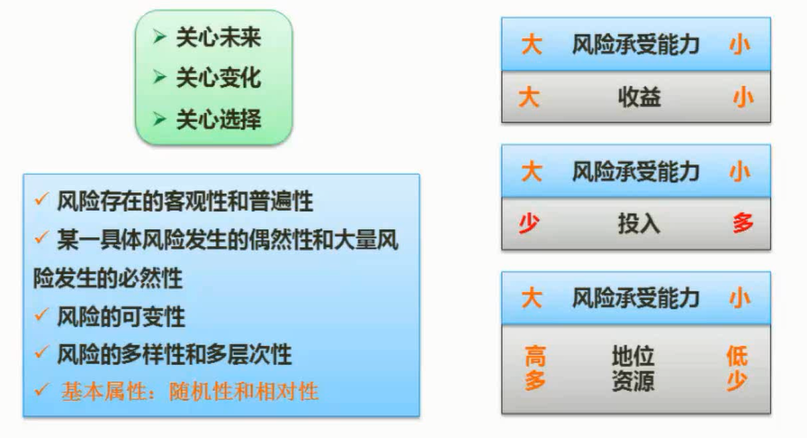 关心未来
关心变化
关心选择
风险存在的客观性和普遍性
某一具体风险发生的偶然性和大量风
险发生的必然性
风险的可变性
风险的多样性和多层次性
基本属性：随机性和相对性
大 风险承受能力 小
大 收益 小
大 风险承受能力 小
少 投入 多
大 风险承受能力 小
高 地位 低
多 资源 少